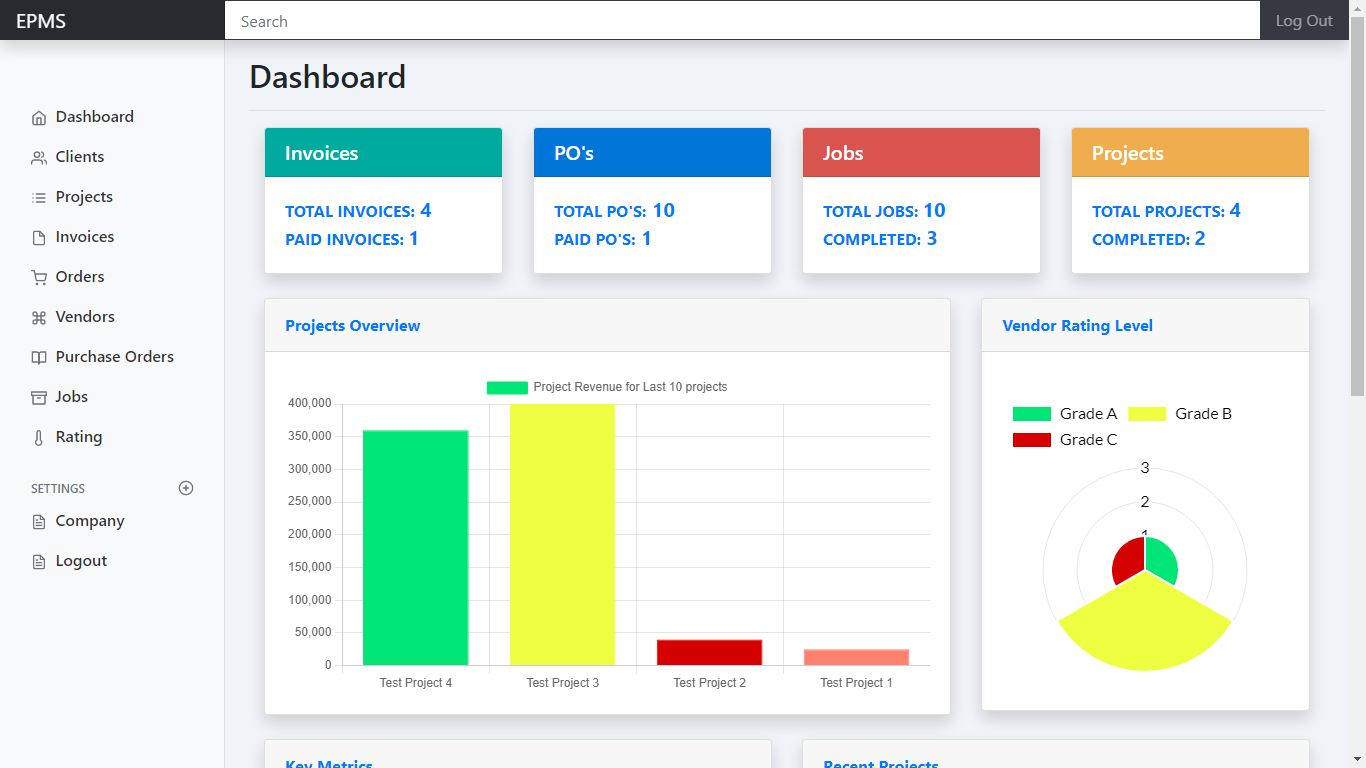 EPMS
Search
Log Out
Dashboard
Clients
Projects
Invoices
Orders
Vendors
Purchase Orders
Jobs
Rating
SETTINGS
Company
Logout
Dashboard
Invoices
TOTAL INVOICES: 4
PAID INVOICES: 1
PO'S
TOTAL PO'S: 10
PAID PO'S: 1
Jobs
TOTAL JOBS: 10
COMPLETED: 3
Projects
TOTAL PROJECTS: 4
COMPLETED: 2
Projects Overview
Project Revenue for Last 10 projects
400,000
350,000
300,000
250,000
200,000
150,000
100,000
50,000
0
Test Project 4
Test Project 3
Test Project 2
Test Project 1
Vendor Rating Level
Grade A
Grade B
Grade C
3
2
1
Key Metrics
Recent Projects